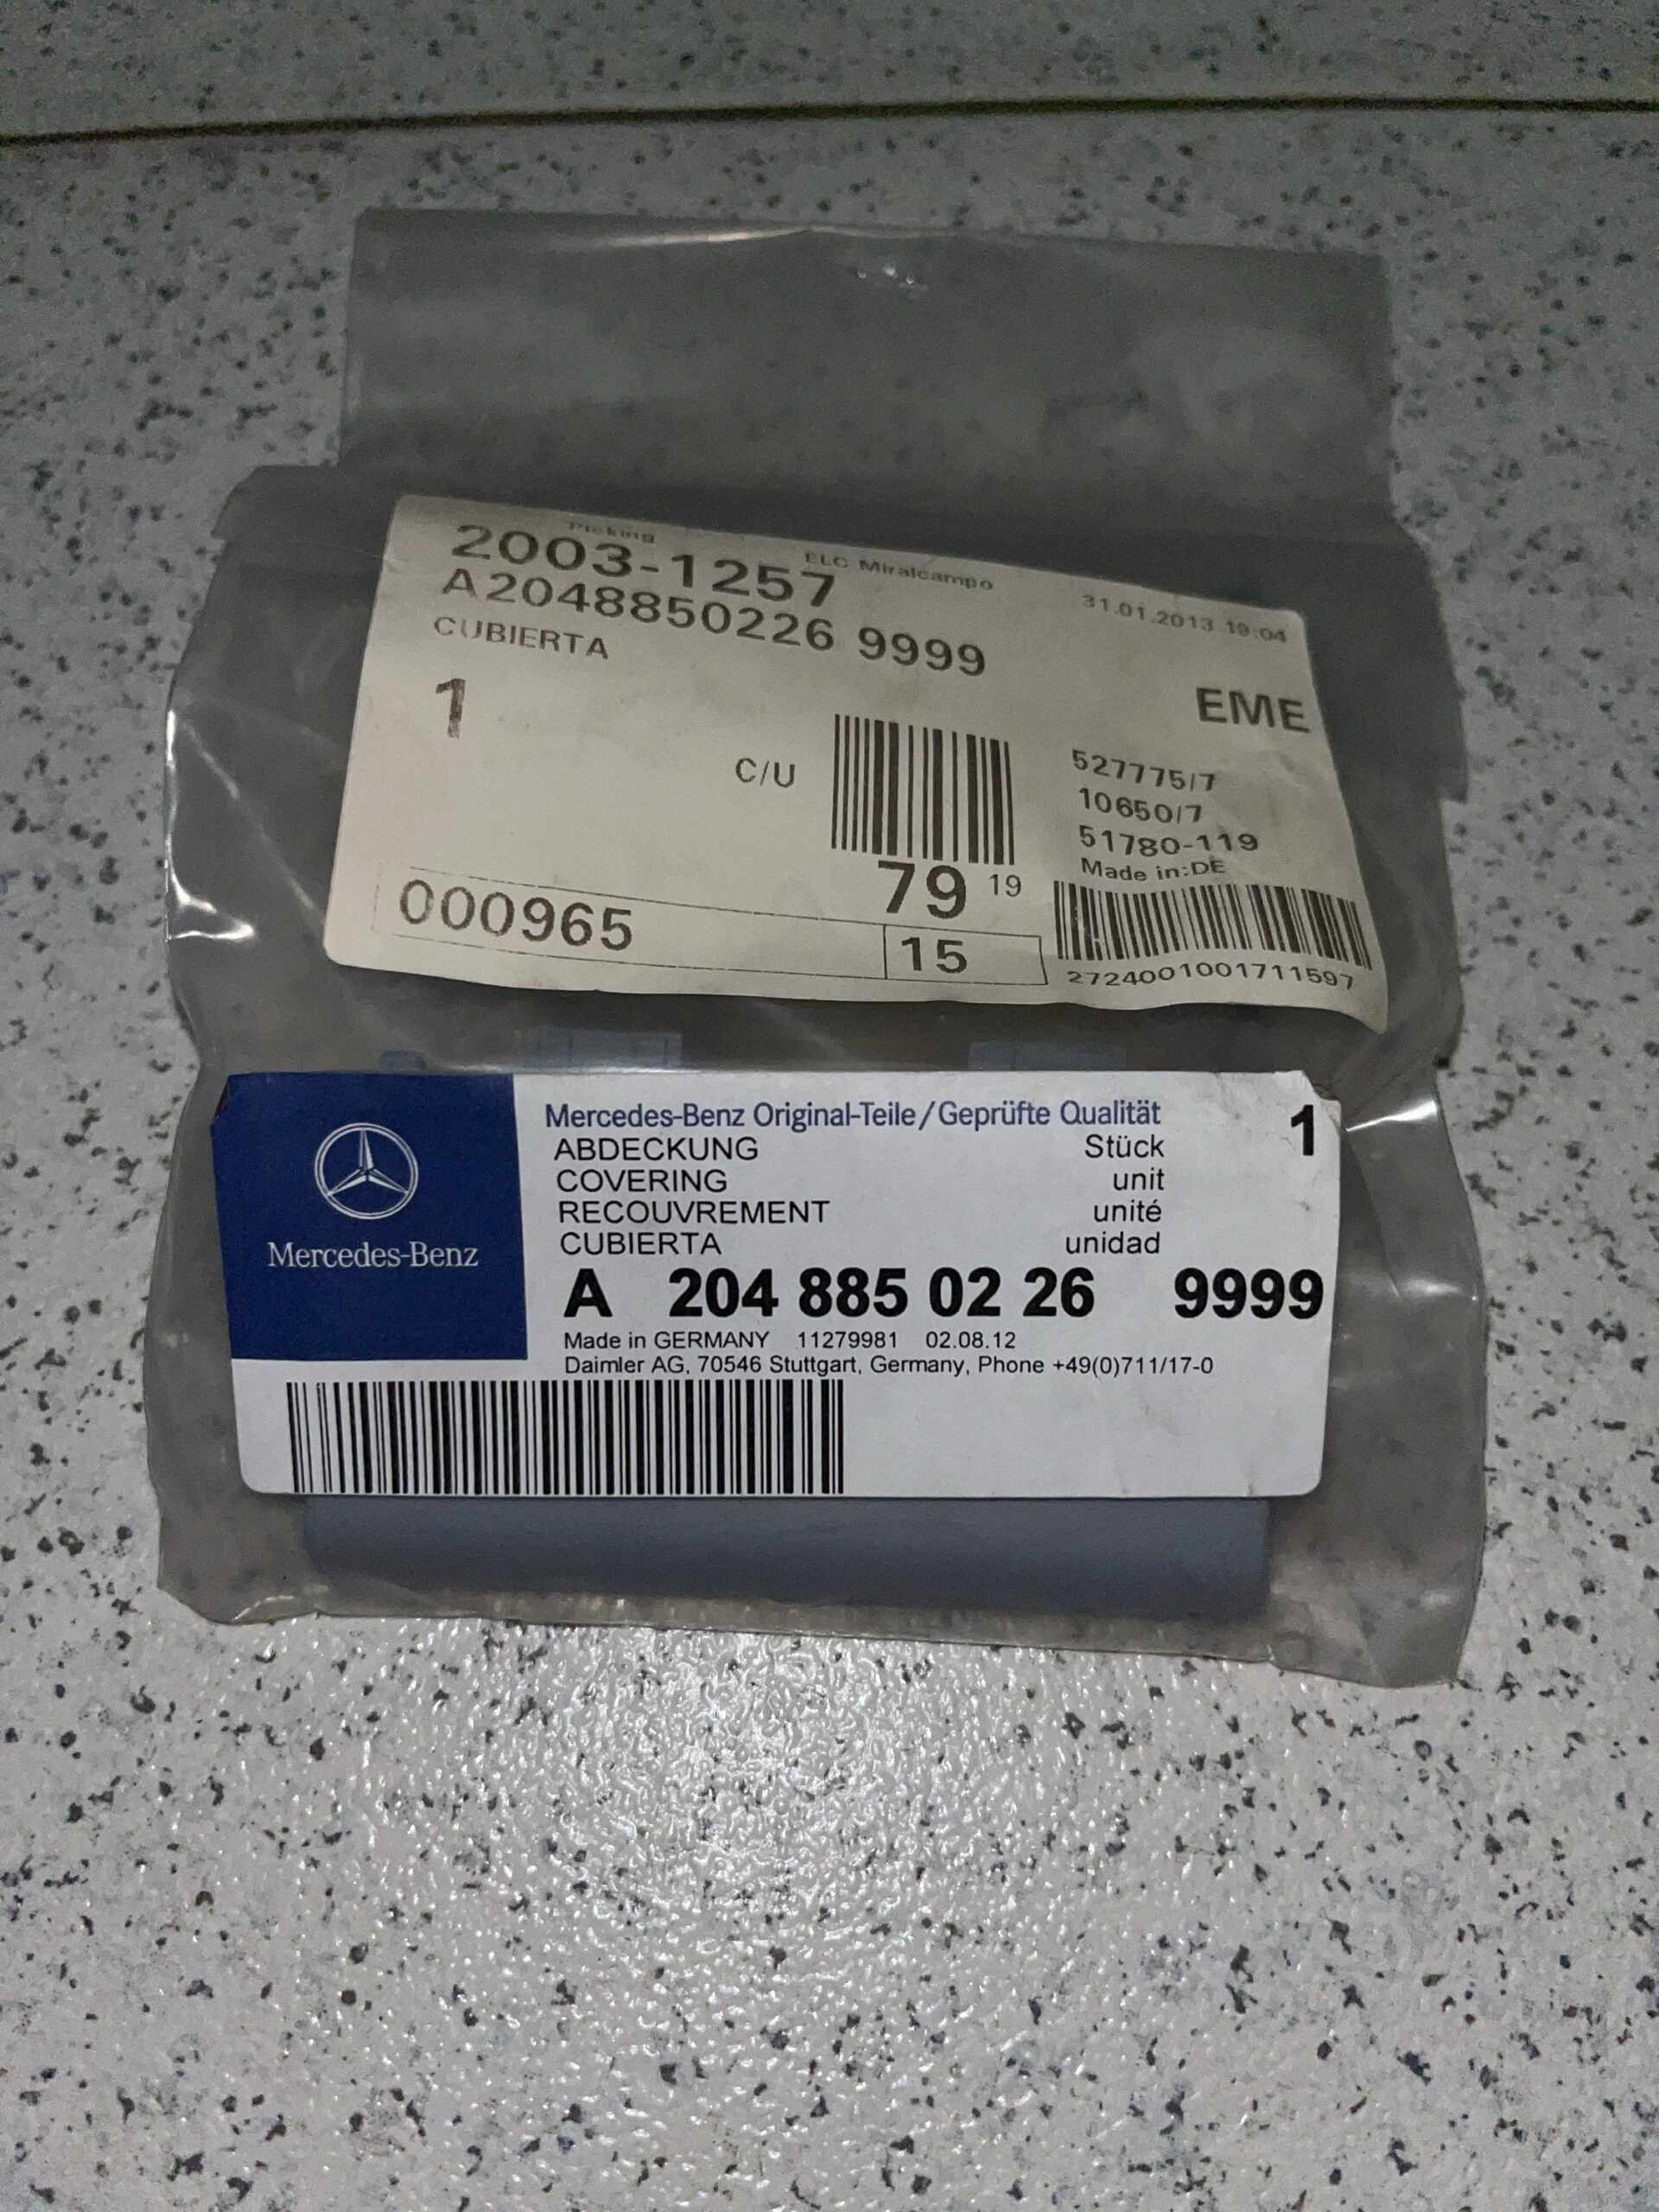 Picking
ELC Miralcampo
31.01.2013 19:04
2003-1257
A2048850226 9999
CUBIERTA
1
EME
C/U
527775/7
10650/7
51780-119
Made in:DE
79 19
000965
15
2724001001711597
Mercedes-Benz Original-Teile/Geprüfte Qualität
1
ABDECKUNG Stück
COVERING unit
RECOUVREMENT unité
CUBIERTA unidad
Mercedes-Benz
A 204 885 02 26 9999
Made in GERMANY 11279981 02.08.12
Daimler AG, 70546 Stuttgart, Germany, Phone +49(0)711/17-0